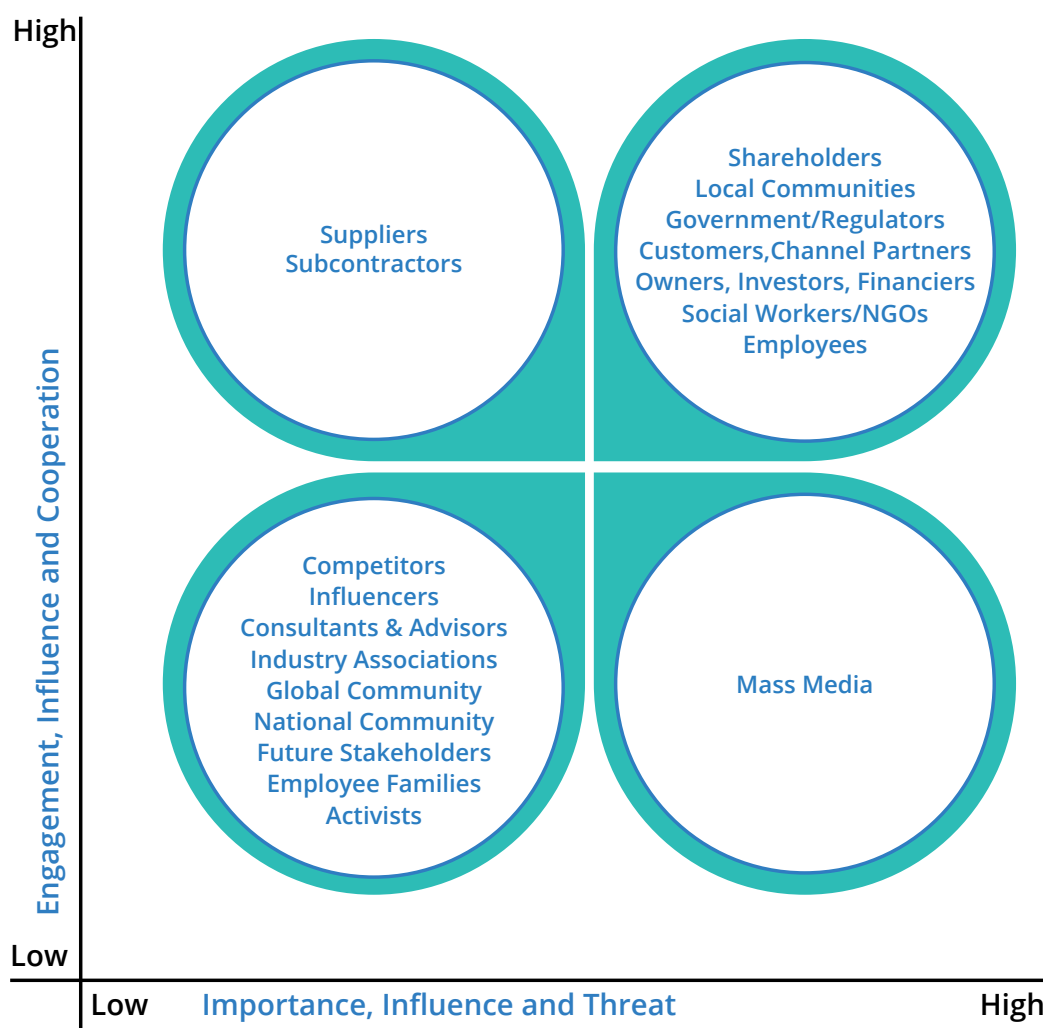 High
Suppliers
Subcontractors
Shareholders
Local Communities
Government/Regulators
Customers,Channel Partners
Owners, Investors, Financiers
Social Workers/NGOs
Employees
Engagement, Influence and Cooperation
Competitors
Influencers
Consultants & Advisors
Industry Associations
Global Community
National Community
Future Stakeholders
Employee Families
Activists
Mass Media
Low
Low
Importance, Influence and Threat
High